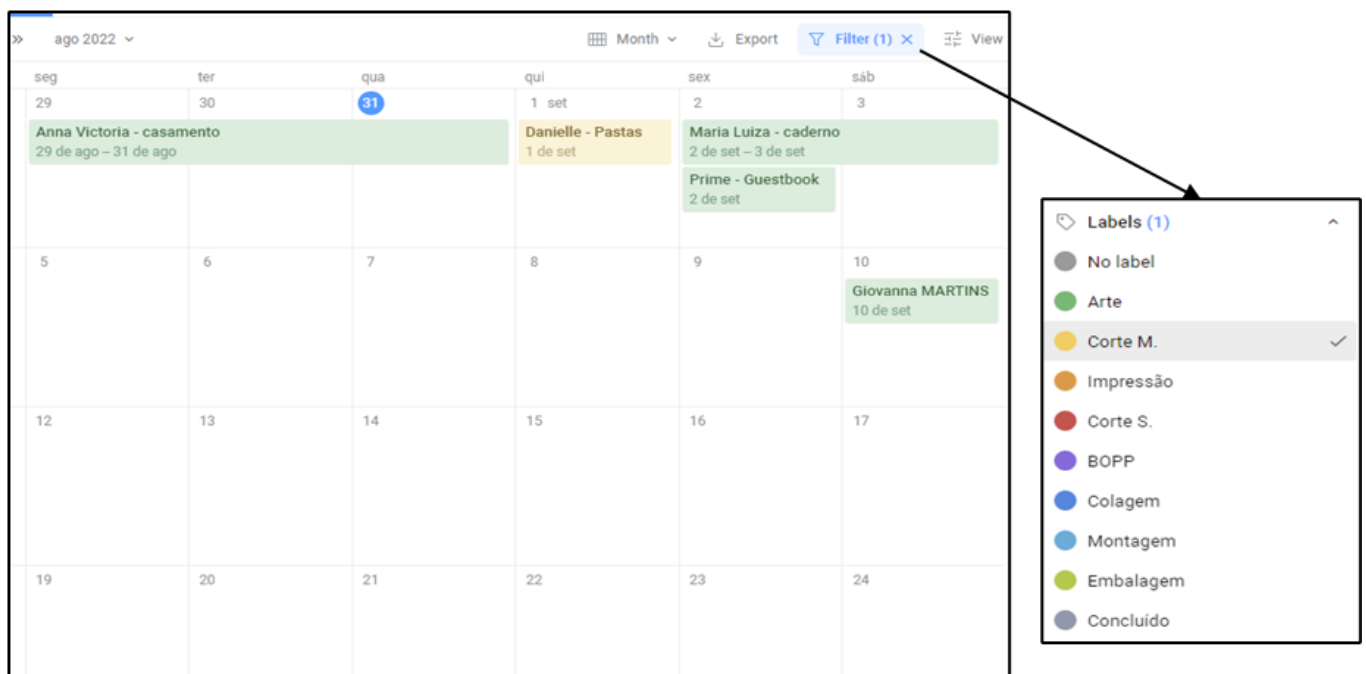 » ago 2022 Month Export Filter (1) × View
seg ter qua qui sex sáb
29 30 31 1 set 2 3
Anna Victoria - casamento
29 de ago – 31 de ago
Danielle - Pastas
1 de set
Maria Luiza - caderno
2 de set – 3 de set
Prime - Guestbook
2 de set
5 6 7 8 9 10
Giovanna MARTINS
10 de set
12 13 14 15 16 17
19 20 21 22 23 24
Labels (1)
No label
Arte
Corte M.
Impressão
Corte S.
BOPP
Colagem
Montagem
Embalagem
Concluído